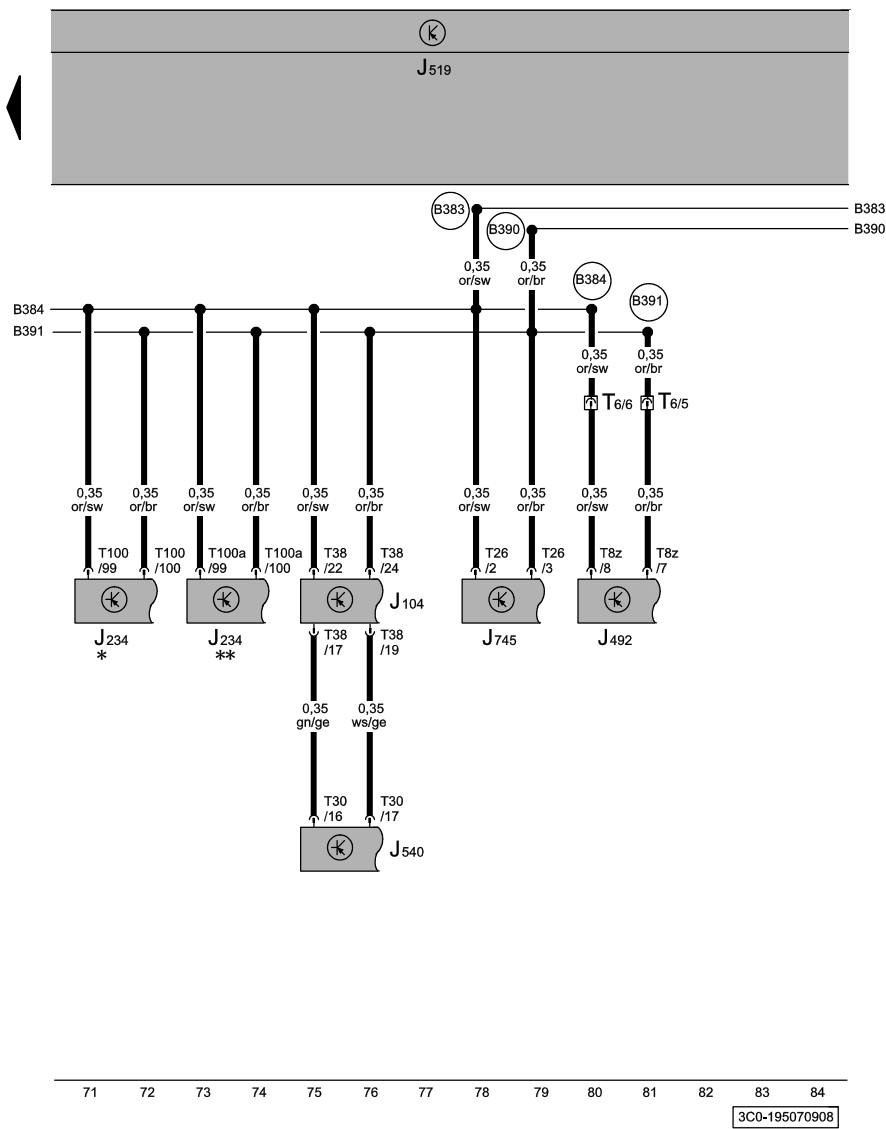 J519
B383
B383
B390
B390
0,35
or/sw
0,35
or/br
B384
B391
B384
B391
0,35
or/sw
0,35
or/br
T6/6
T6/5
0,35
or/sw
0,35
or/br
0,35
or/sw
0,35
or/br
0,35
or/sw
0,35
or/br
0,35
or/sw
0,35
or/br
0,35
or/sw
0,35
or/br
T100
/99
T100
/100
T100a
/99
T100a
/100
T38
/22
T38
/24
T26
/2
T26
/3
T8z
/8
T8z
/7
J234
*
J234
**
J104
J745
J492
T38
/17
T38
/19
0,35
gn/ge
0,35
ws/ge
T30
/16
T30
/17
J540
71 72 73 74 75 76 77 78 79 80 81 82 83 84
3C0-195070908